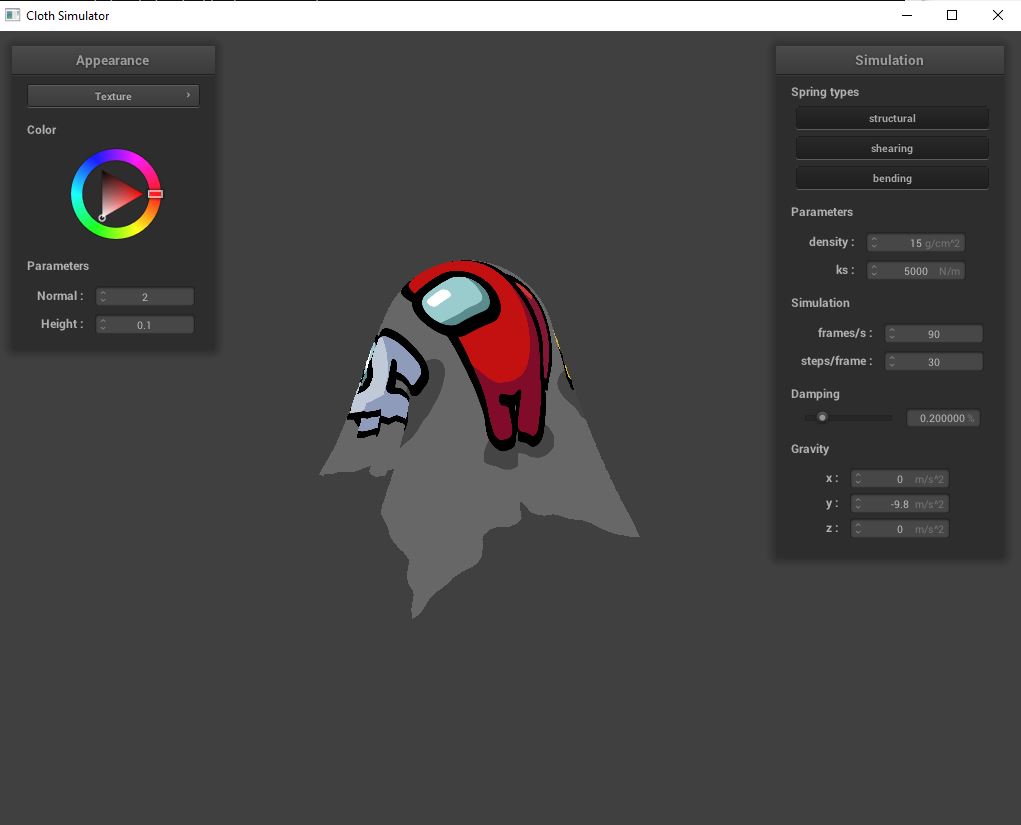 Cloth Simulator
Appearance
Texture
Color
Parameters
Normal : 2
Height : 0.1
Simulation
Spring types
structural
shearing
bending
Parameters
density : 15 g/cm^2
ks : 5000 N/m
Simulation
frames/s : 90
steps/frame : 30
Damping
0.200000 %
Gravity
x : 0 m/s^2
y : -9.8 m/s^2
z : 0 m/s^2